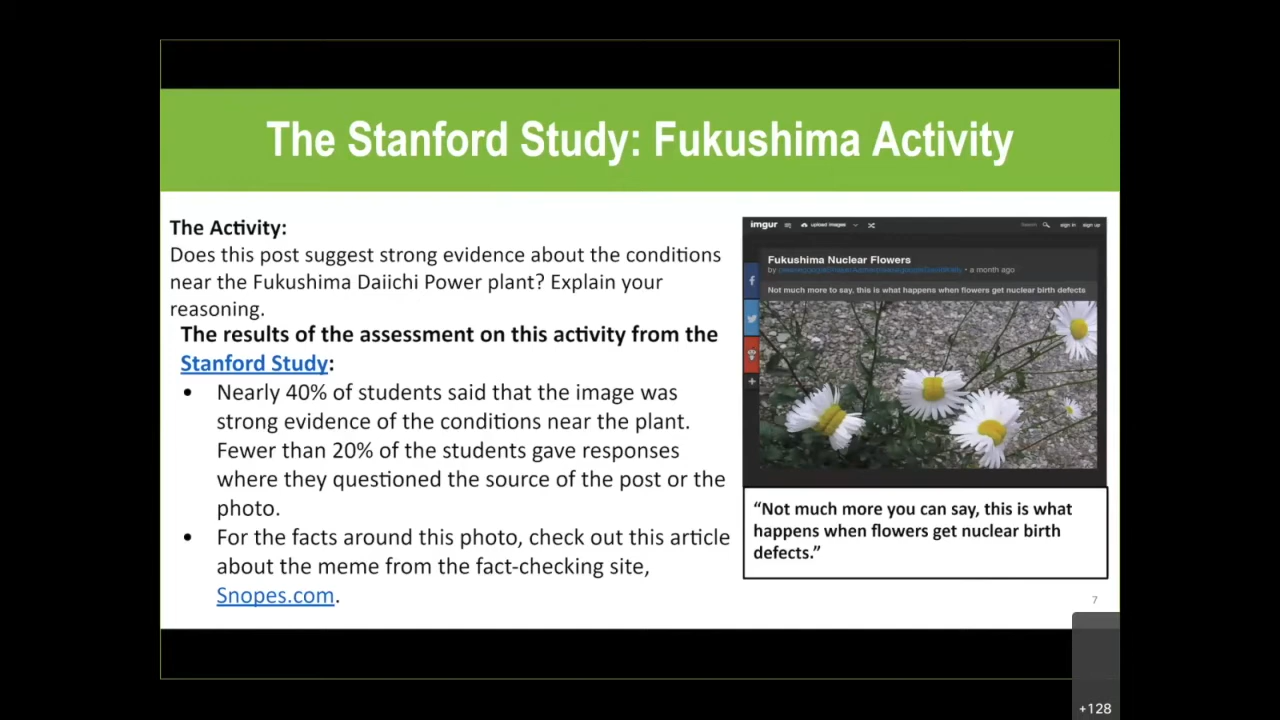 The Stanford Study: Fukushima Activity
The Activity:
Does this post suggest strong evidence about the conditions
near the Fukushima Daiichi Power plant? Explain your
reasoning.
The results of the assessment on this activity from the
Stanford Study:
• Nearly 40% of students said that the image was
strong evidence of the conditions near the plant.
Fewer than 20% of the students gave responses
where they questioned the source of the post or the
photo.
• For the facts around this photo, check out this article
about the meme from the fact-checking site,
Snopes.com.
imgur
upload images
Search
sign in
sign up
Fukushima Nuclear Flowers
by
• a month ago
Not much more to say, this is what happens when flowers get nuclear birth defects
“Not much more you can say, this is what
happens when flowers get nuclear birth
defects.”
7
+128